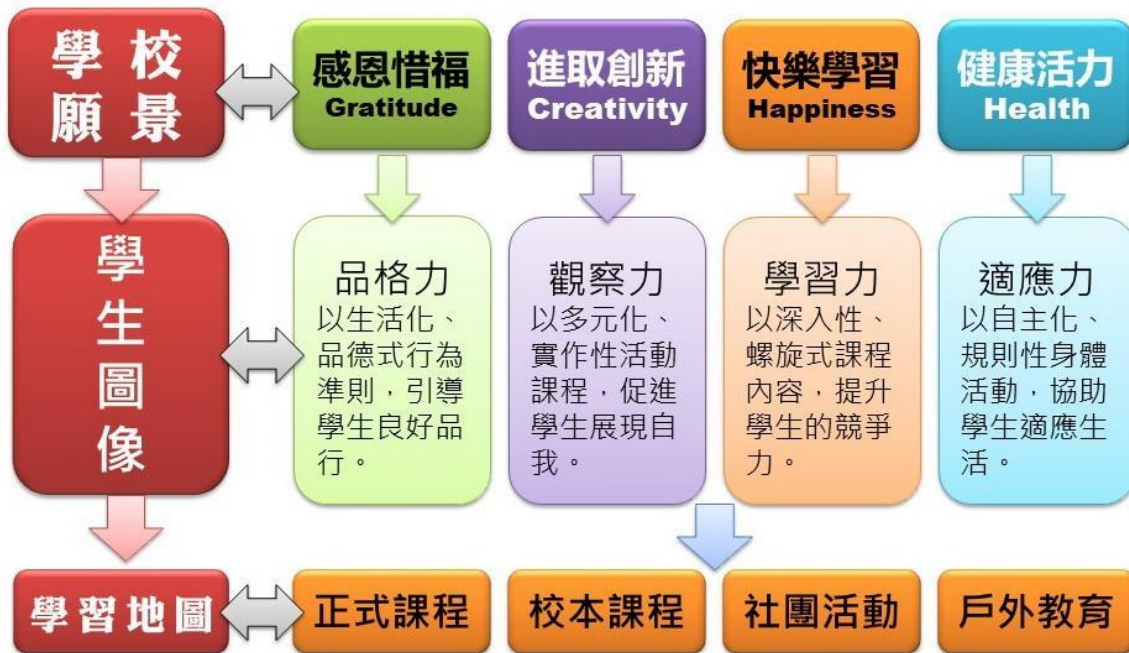 學校
願景
感恩惜福
Gratitude
進取創新
Creativity
快樂學習
Happiness
健康活力
Health
學
生
圖
像
品格力
以生活化、
品德式行為
準則，引導
學生良好品
行。
觀察力
以多元化、
實作性活動
課程，促進
學生展現自
我。
學習力
以深入性、
螺旋式課程
內容，提升
學生的競爭
力。
適應力
以自主化、
規則性身體
活動，協助
學生適應生
活。
學習地圖
正式課程
校本課程
社團活動
戶外教育